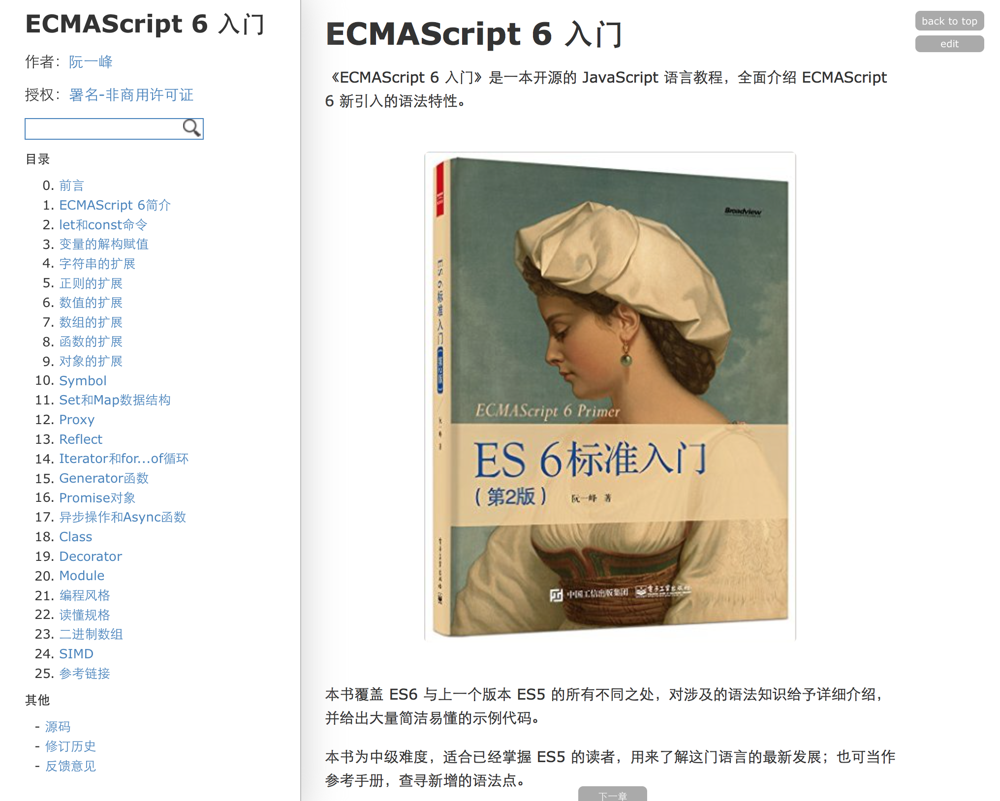 ECMAScript 6 入门
作者：阮一峰
授权：署名-非商用许可证
目录
0. 前言
1. ECMAScript 6简介
2. let和const命令
3. 变量的解构赋值
4. 字符串的扩展
5. 正则的扩展
6. 数值的扩展
7. 数组的扩展
8. 函数的扩展
9. 对象的扩展
10. Symbol
11. Set和Map数据结构
12. Proxy
13. Reflect
14. Iterator和for...of循环
15. Generator函数
16. Promise对象
17. 异步操作和Async函数
18. Class
19. Decorator
20. Module
21. 编程风格
22. 读懂规格
23. 二进制数组
24. SIMD
25. 参考链接
其他
- 源码
- 修订历史
- 反馈意见
ECMAScript 6 入门
back to top
edit
《ECMAScript 6 入门》是一本开源的 JavaScript 语言教程，全面介绍 ECMAScript
6 新引入的语法特性。
Broadview
ES 6标准入门（第2版）
ECMAScript 6 Primer
ES 6标准入门
（第2版） 阮一峰 著
中国工信出版集团 电子工业出版社
本书覆盖 ES6 与上一个版本 ES5 的所有不同之处，对涉及的语法知识给予详细介绍，
并给出大量简洁易懂的示例代码。
本书为中级难度，适合已经掌握 ES5 的读者，用来了解这门语言的最新发展；也可当作
参考手册，查寻新增的语法点。
下一章